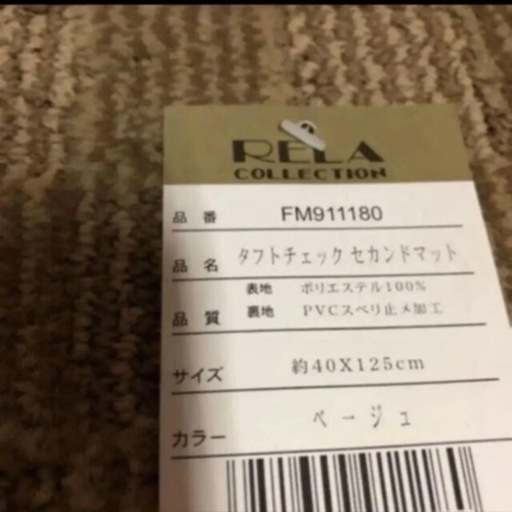 RELA
COLLECTION
品 番 FM911180
品 名 タフトチェック セカンドマット
品 質 表地 ポリエステル100%
裏地 PVCスベリ止メ加工
サイズ 約40X125cm
カラー ベージュ